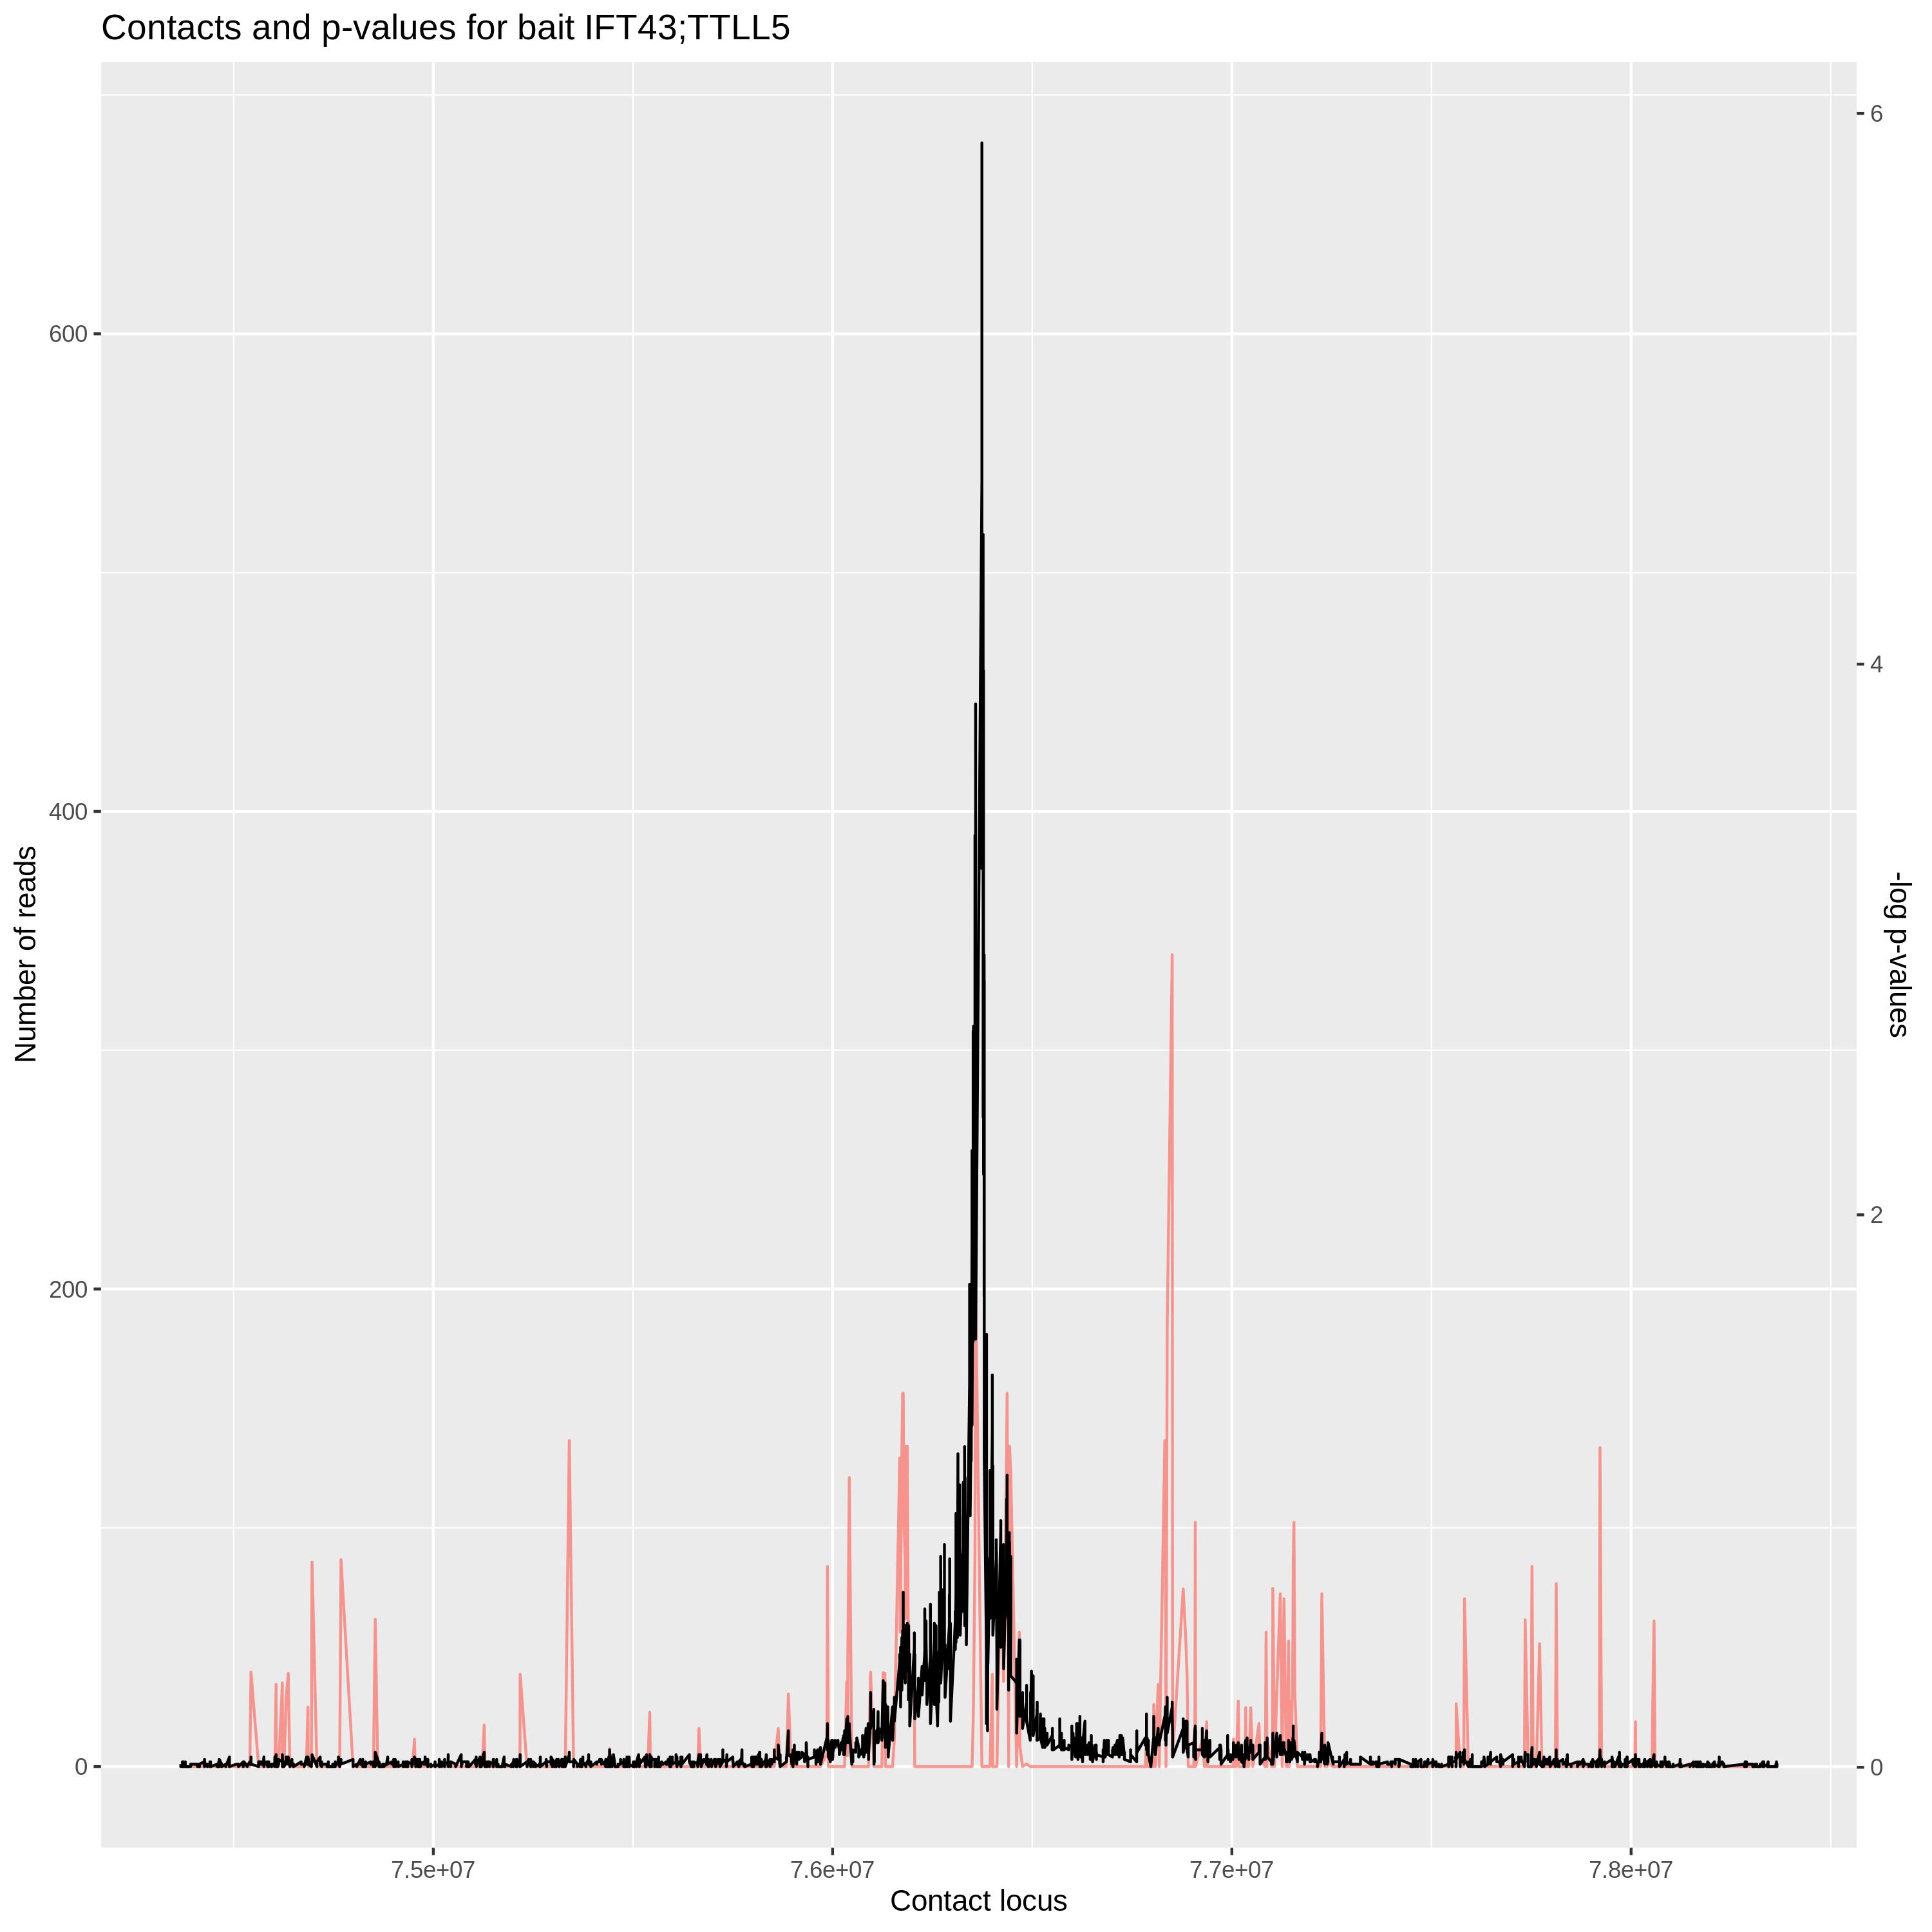 Contacts and p-values for bait IFT43;TTLL5
6
600
4
400
Number of reads
-log p-values
2
200
0
0
7.5e+07 7.6e+07 7.7e+07 7.8e+07
Contact locus